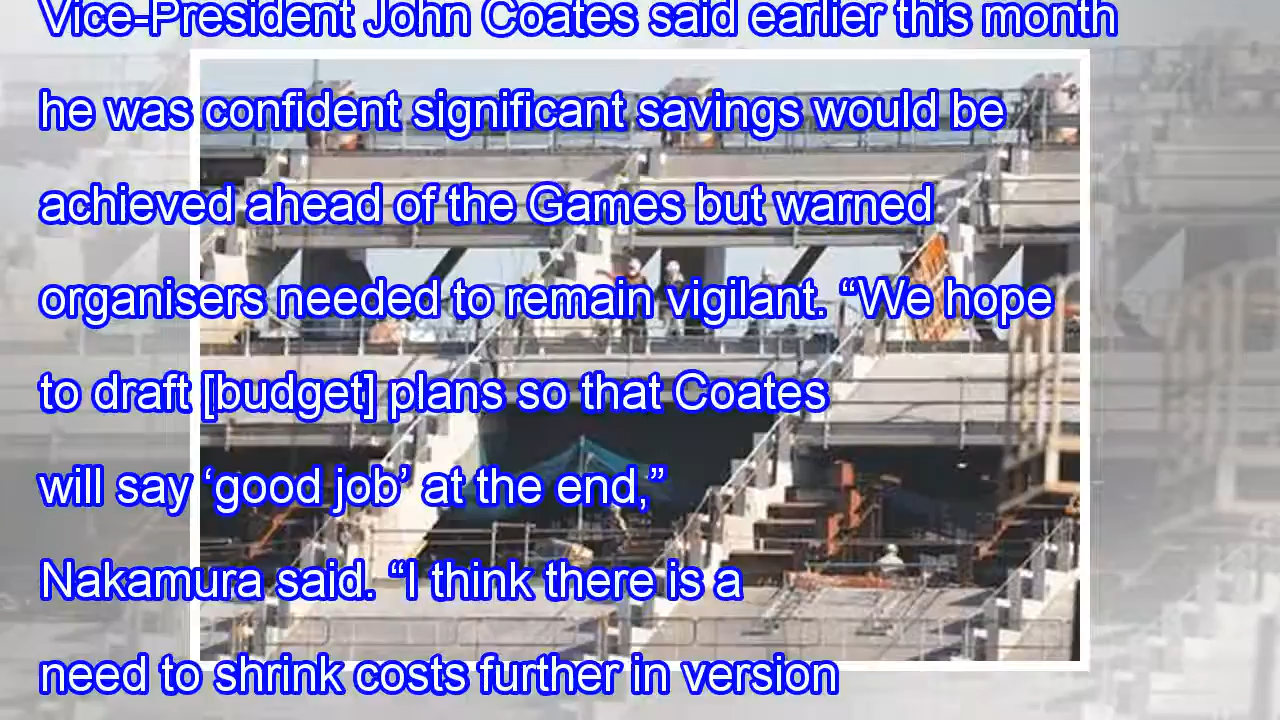 Vice-President John Coates said earlier this month
he was confident significant savings would be
achieved ahead of the Games but warned
organisers needed to remain vigilant. “We hope
to draft [budget] plans so that Coates
will say ‘good job’ at the end,”
Nakamura said. “I think there is a
need to shrink costs further in version